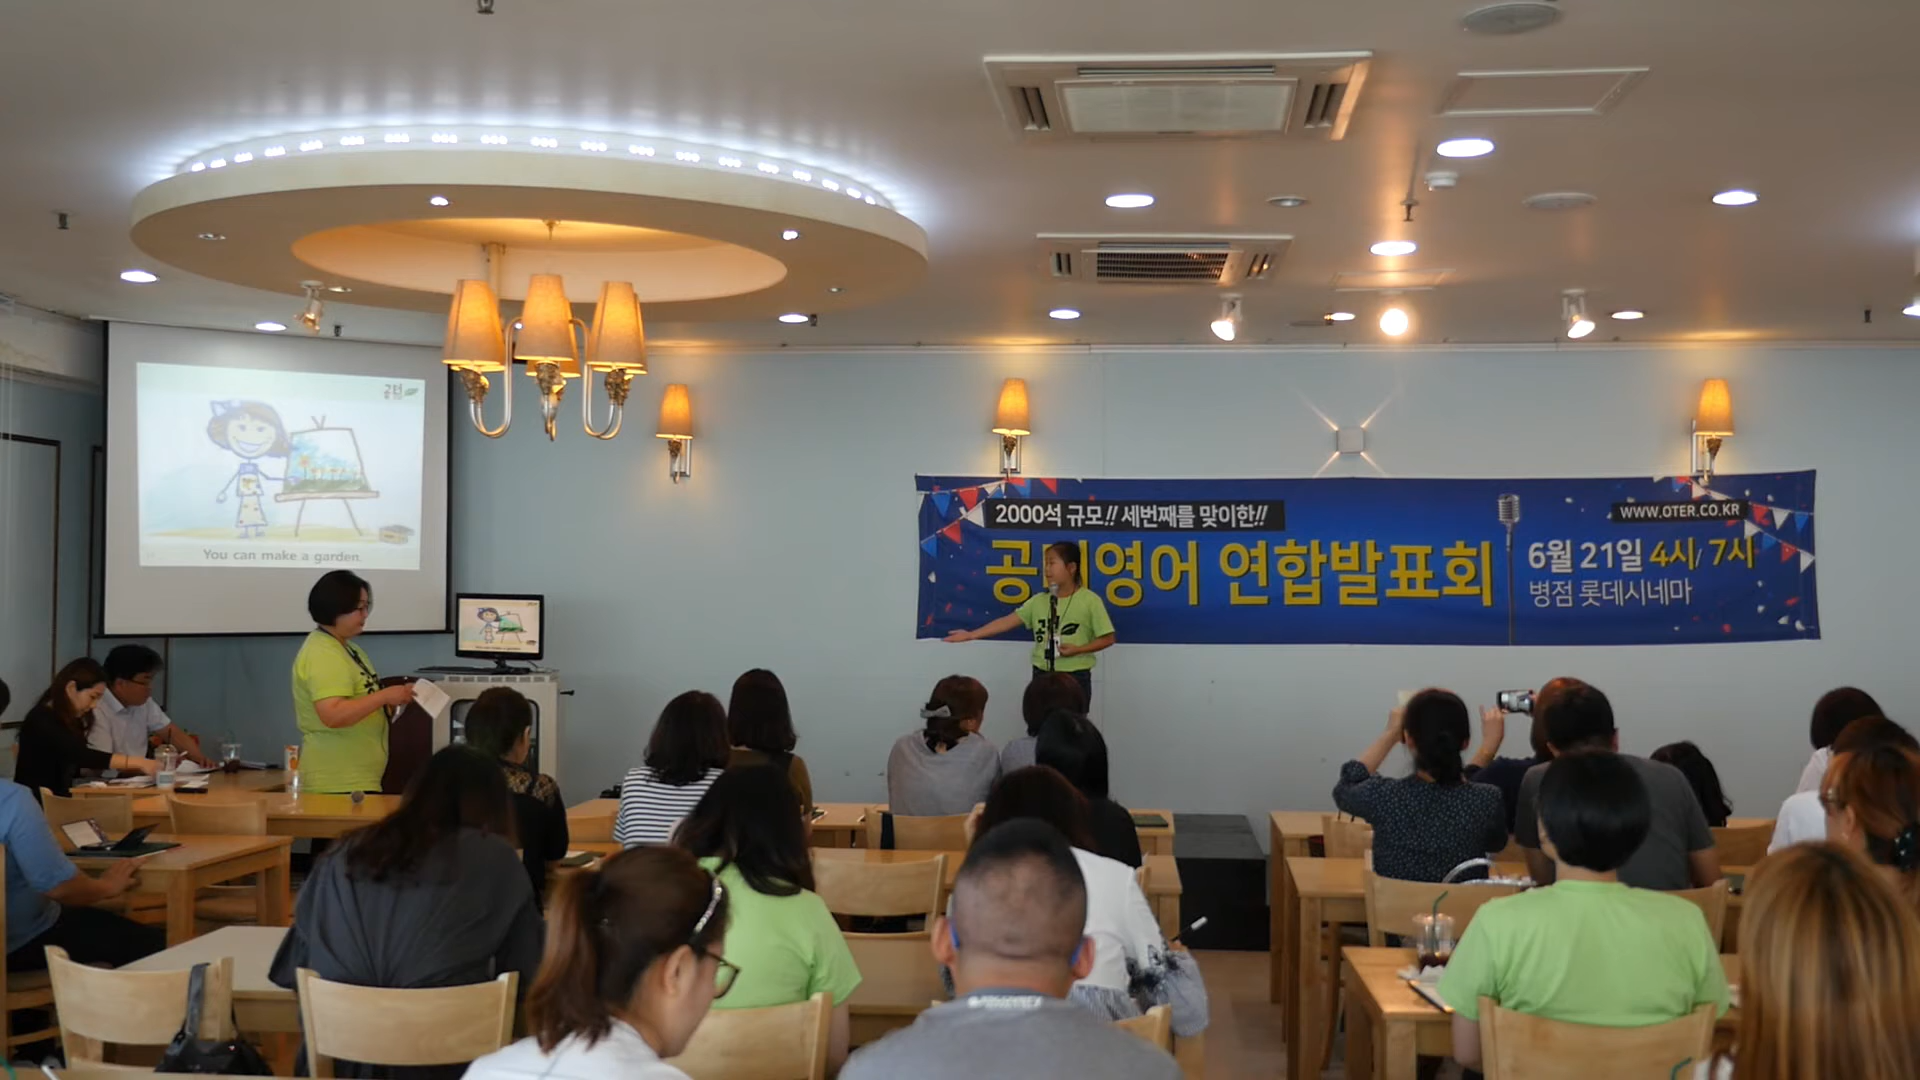 공터
You can make a garden.
2000석 규모!! 세번째를 맞이한!!
WWW.OTER.CO.KR
영어 연합발표회
6월 21일 4시/ 7시
병점 롯데시네마